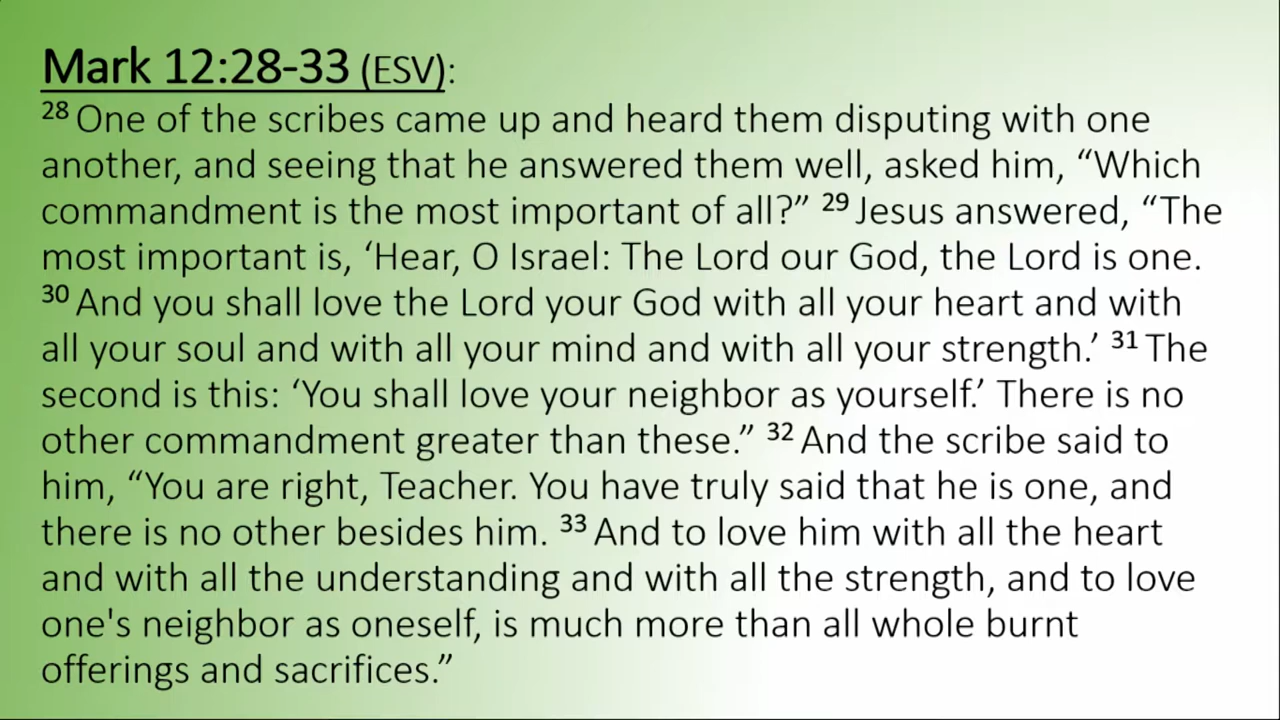 Mark 12:28-33 (ESV):
28 One of the scribes came up and heard them disputing with one
another, and seeing that he answered them well, asked him, “Which
commandment is the most important of all?” 29 Jesus answered, “The
most important is, ‘Hear, O Israel: The Lord our God, the Lord is one.
30 And you shall love the Lord your God with all your heart and with
all your soul and with all your mind and with all your strength.’ 31 The
second is this: ‘You shall love your neighbor as yourself.’ There is no
other commandment greater than these.” 32 And the scribe said to
him, “You are right, Teacher. You have truly said that he is one, and
there is no other besides him. 33 And to love him with all the heart
and with all the understanding and with all the strength, and to love
one's neighbor as oneself, is much more than all whole burnt
offerings and sacrifices.”